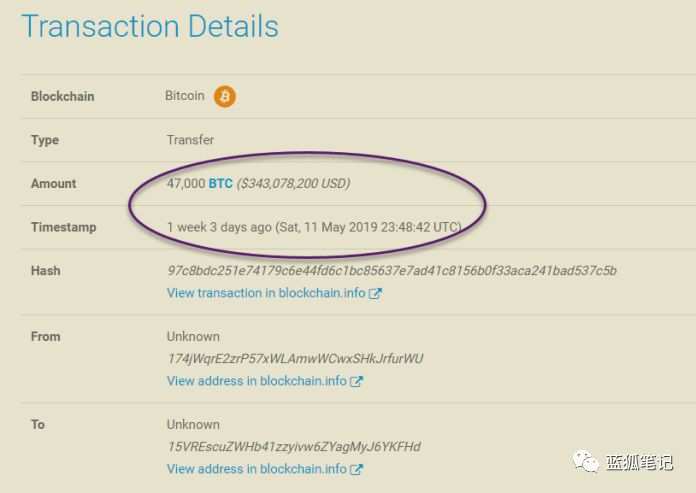 Transaction Details
Blockchain Bitcoin
Type Transfer
Amount 47,000 BTC ($343,078,200 USD)
Timestamp 1 week 3 days ago (Sat, 11 May 2019 23:48:42 UTC)
Hash 97c8bdc251e74179c6e44fd6c1bc85637e7ad41c8156b0f33aca241bad537c5b
View transaction in blockchain.info
From Unknown
174jWqrE2zrP57xWLAmwWCwxSHkJrfurWU
View address in blockchain.info
To Unknown
15VREscuZWHb41zzyivw6ZYagMyJ6YKFHd
View address in blockchain.info
蓝狐笔记